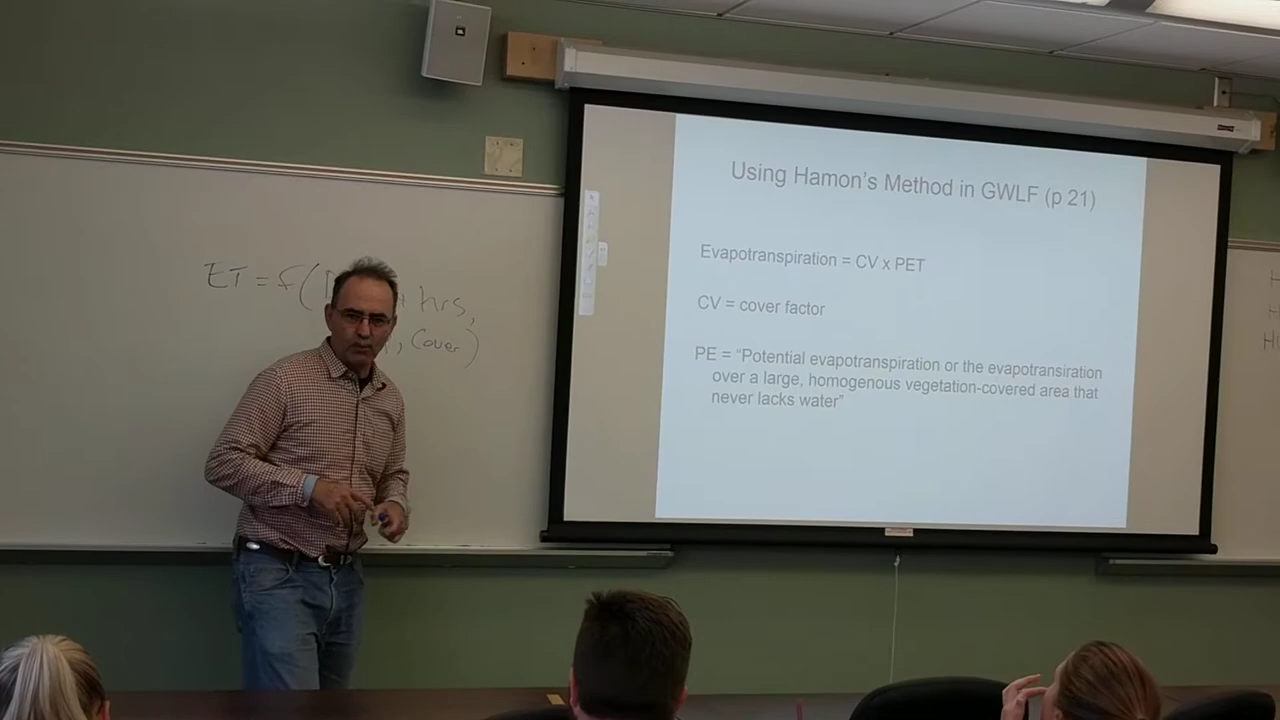 Using Hamon's Method in GWLF (p 21)
Evapotranspiration = CV x PET
CV = cover factor
PE = "Potential evapotranspiration or the evapotransiration
over a large, homogenous vegetation-covered area that
never lacks water"
ET = f(
hrs,
, Cover)